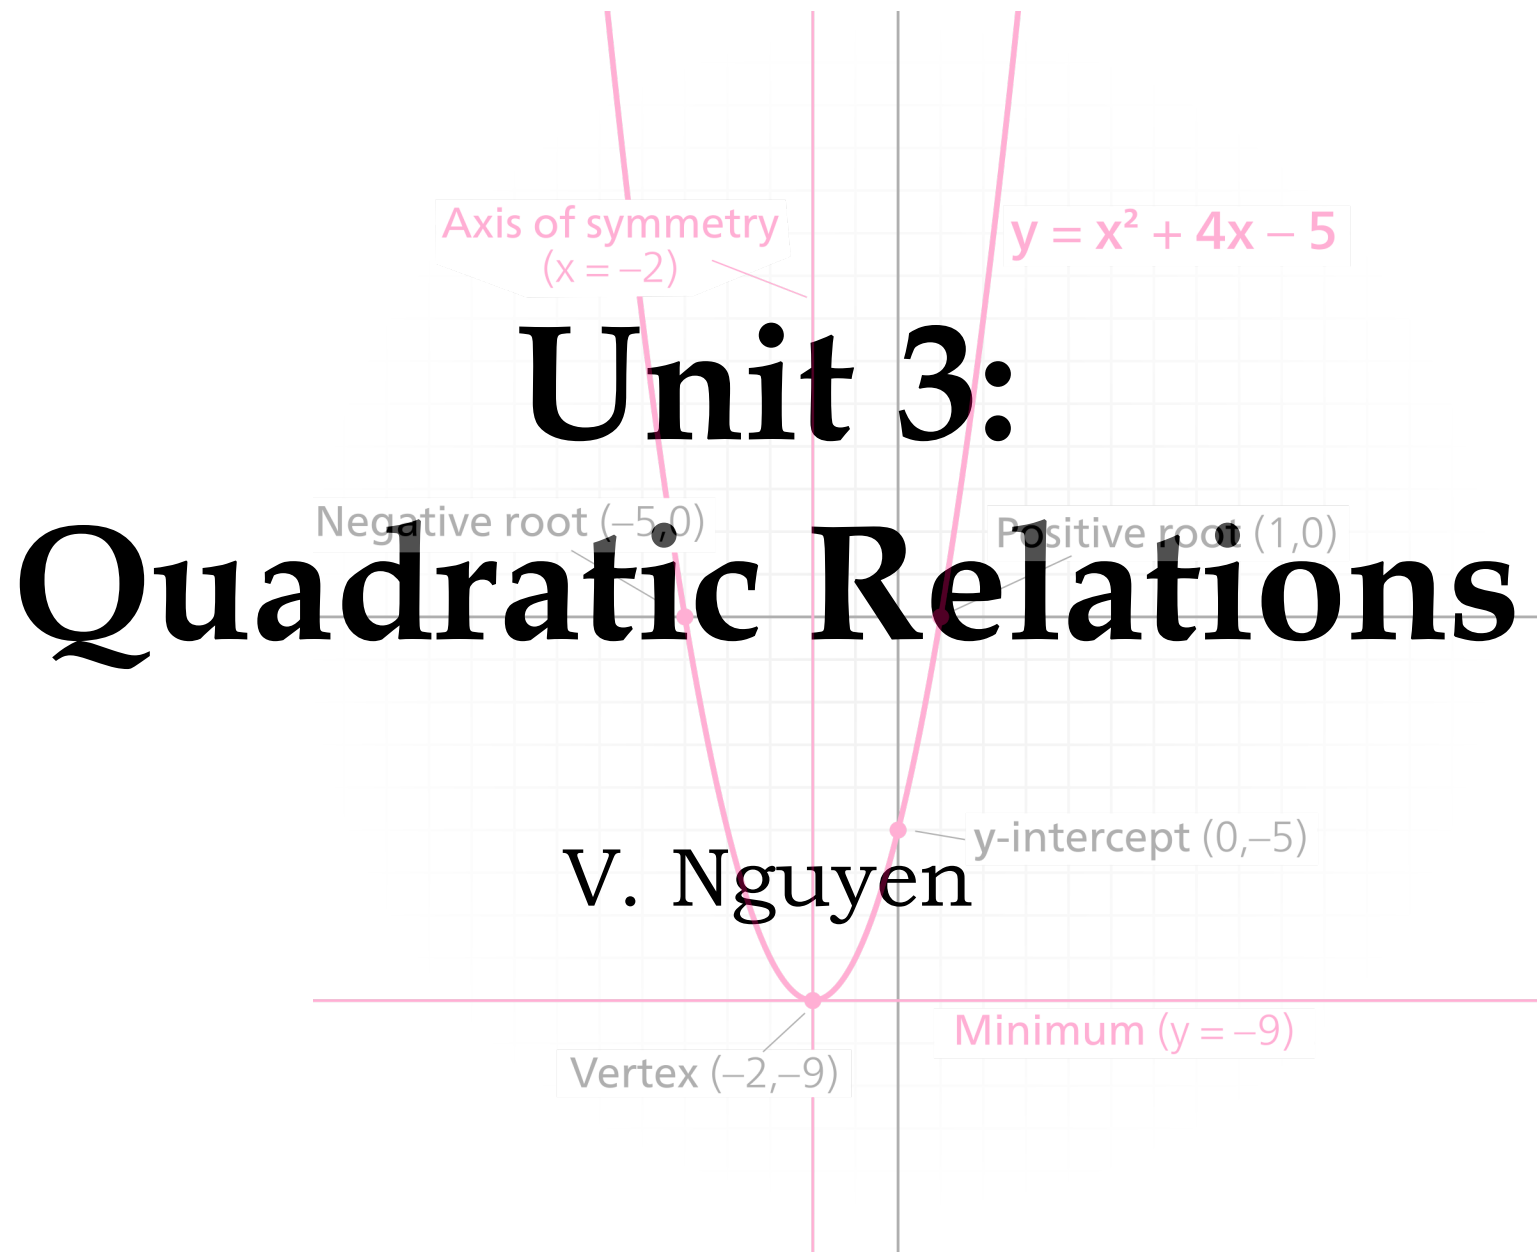 Axis of symmetry
(x = –2)
y = x² + 4x – 5
Unit 3:
Negative root (–5,0)
Positive root (1,0)
Quadratic Relations
y-intercept (0,–5)
V. Nguyen
Minimum (y = –9)
Vertex (–2,–9)